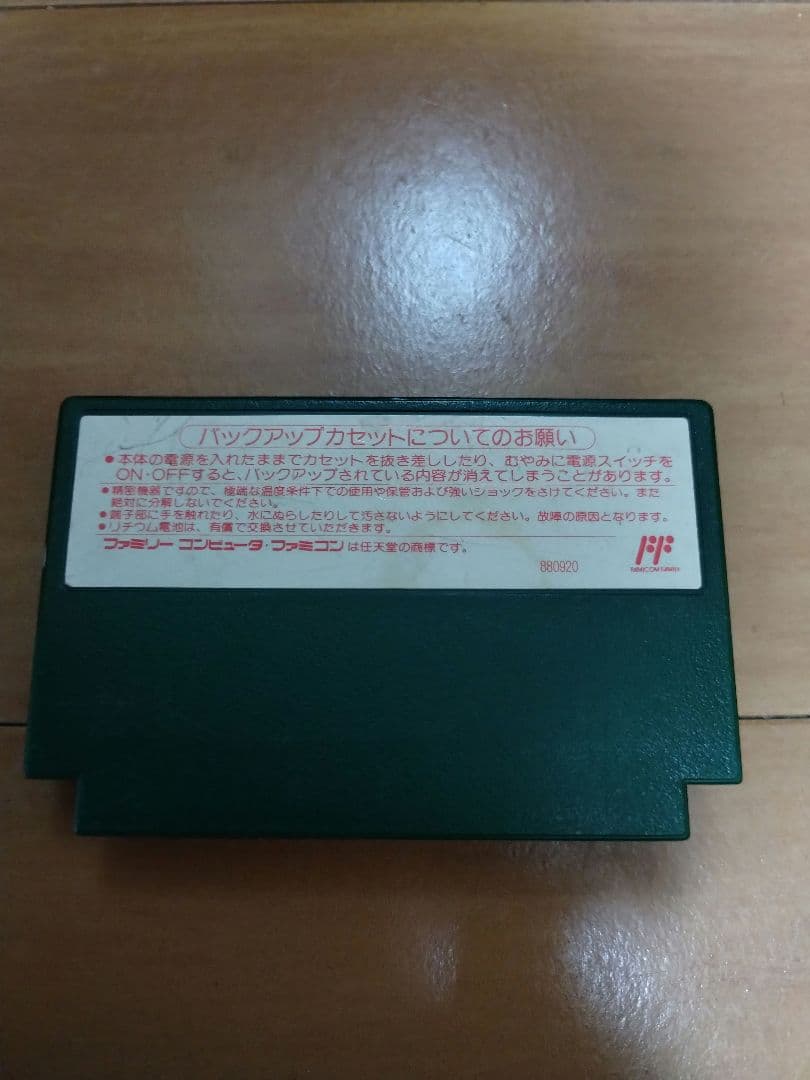 バックアップカセットについてのお願い
●本体の電源を入れたままでカセットを抜き差ししたり、むやみに電源スイッチを
ON・OFFすると、バックアップされている内容が消えてしまうことがあります。
●精密機器ですので、極端な温度条件下での使用や保管および強いショックをさけてください。また
絶対に分解しないでください。
●端子部に手を触れたり、水にぬらしたりして汚さないようにしてください。故障の原因となります。
●リチウム電池は、有償で交換させていただきます。
ファミリー コンピュータ・ファミコン は任天堂の商標です。
880920
FAMICOM FAMILY